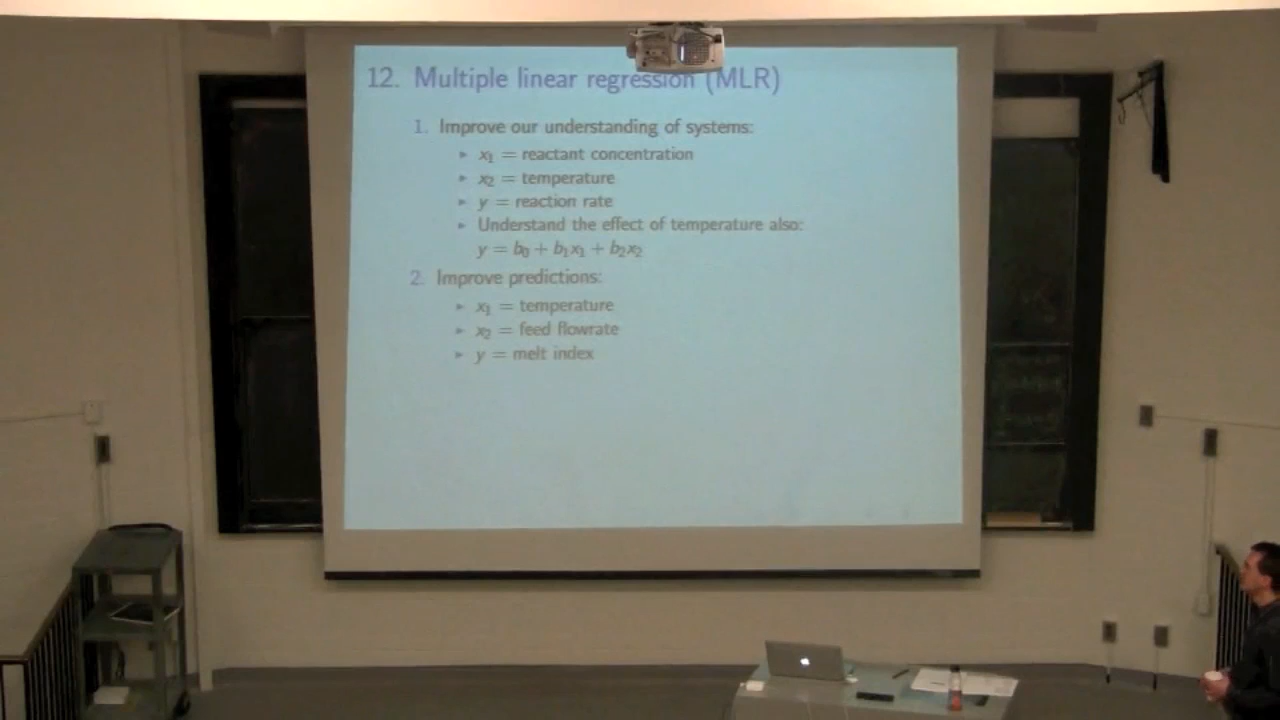 12. Multiple linear regression (MLR)
1. Improve our understanding of systems:
▸ x₁ = reactant concentration
▸ x₂ = temperature
▸ y = reaction rate
▸ Understand the effect of temperature also:
y = b₀ + b₁x₁ + b₂x₂
2. Improve predictions:
▸ x₁ = temperature
▸ x₂ = feed flowrate
▸ y = melt index